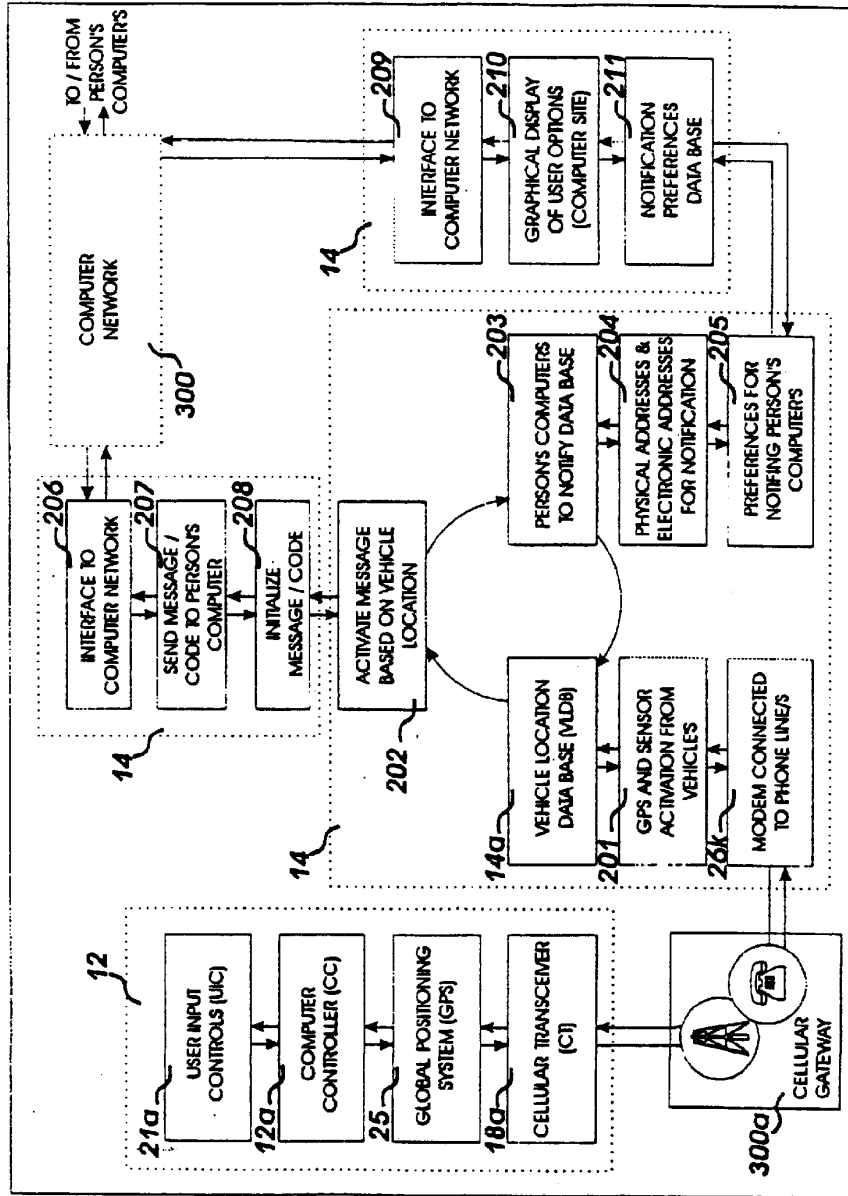 12
21a
USER INPUT
CONTROLS (UIC)
12a
COMPUTER
CONTROLLER (CC)
25
GLOBAL POSITIONING
SYSTEM (GPS)
18a
CELLULAR TRANSCEIVER
(CT)
300a
CELLULAR
GATEWAY
14
206
INTERFACE TO
COMPUTER NETWORK
207
SEND MESSAGE /
CODE TO PERSON'S
COMPUTER
208
INITIALIZE
MESSAGE / CODE
14
ACTIVATE MESSAGE
BASED ON VEHICLE
LOCATION
202
14a
VEHICLE LOCATION
DATA BASE (VLDB)
201
GPS AND SENSOR
ACTIVATION FROM
VEHICLE'S
26k
MODEM CONNECTED
TO PHONE LINE/S
203
PERSON'S COMPUTERS
TO NOTIFY DATA BASE
204
PHYSICAL ADDRESSES &
ELECTRONIC ADDRESSES
FOR NOTIFICATION
205
PREFERENCES FOR
NOTIFING PERSON'S
COMPUTER'S
COMPUTER
NETWORK
300
TO / FROM
PERSON'S
COMPUTER'S
14
209
INTERFACE TO
COMPUTER NETWORK
210
GRAPHICAL DISPLAY
OF USER OPTIONS
(COMPUTER SITE)
211
NOTIFICATION
PREFERENCES
DATA BASE